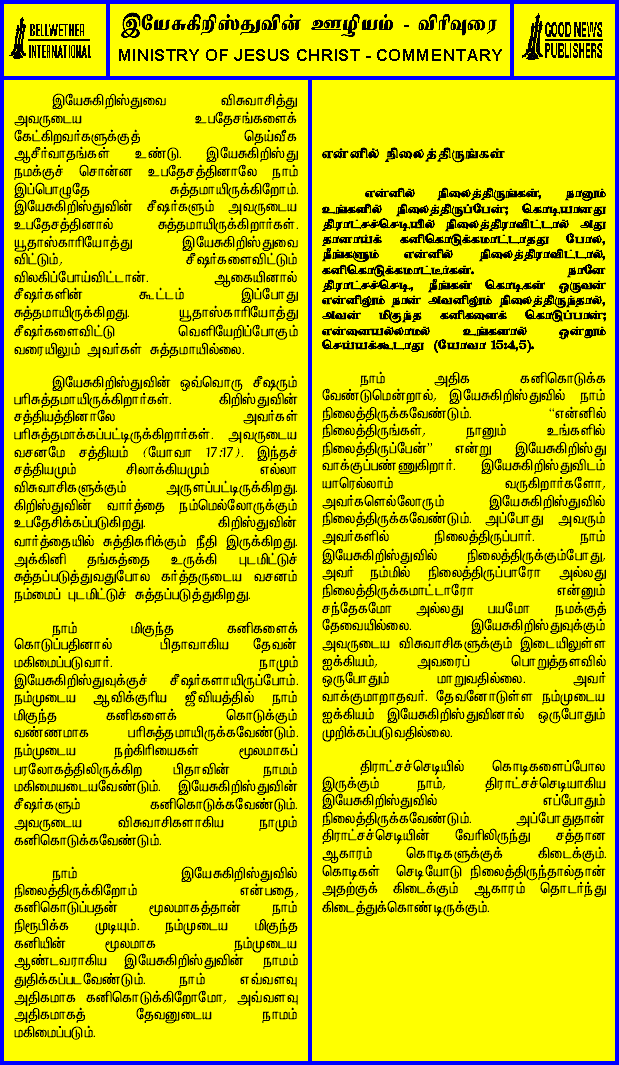 BELLWETHER
INTERNATIONAL
இயேசுகிறிஸ்துவின் ஊழியம் - விரிவுரை
MINISTRY OF JESUS CHRIST - COMMENTARY
GOOD NEWS
PUBLISHERS
இயேசுகிறிஸ்துவை விசுவாசித்து
அவருடைய உபதேசங்களைக்
கேட்கிறவர்களுக்குத் தெய்வீக
ஆசீர்வாதங்கள் உண்டு. இயேசுகிறிஸ்து
நமக்குச் சொன்ன உபதேசத்தினாலே நாம்
இப்பொழுதே சுத்தமாயிருக்கிறோம்.
இயேசுகிறிஸ்துவின் சீஷர்களும் அவருடைய
உபதேசத்தினால் சுத்தமாயிருக்கிறார்கள்.
யூதாஸ்காரியோத்து இயேசுகிறிஸ்துவை
விட்டும், சீஷர்களைவிட்டும்
விலகிப்போய்விட்டான். ஆகையினால்
சீஷர்களின் கூட்டம் இப்போது
சுத்தமாயிருக்கிறது. யூதாஸ்காரியோத்து
சீஷர்களைவிட்டு வெளியேறிப்போகும்
வரையிலும் அவர்கள் சுத்தமாயில்லை.
இயேசுகிறிஸ்துவின் ஒவ்வொரு சீஷரும்
பரிசுத்தமாயிருக்கிறார்கள். கிறிஸ்துவின்
சத்தியத்தினாலே அவர்கள்
பரிசுத்தமாக்கப்பட்டிருக்கிறார்கள். அவருடைய
வசனமே சத்தியம் (யோவா 17:17). இந்தச்
சத்தியமும் சிலாக்கியமும் எல்லா
விசுவாசிகளுக்கும் அருளப்பட்டிருக்கிறது.
கிறிஸ்துவின் வார்த்தை நம்மெல்லோருக்கும்
உபதேசிக்கப்படுகிறது. கிறிஸ்துவின்
வார்த்தையில் சுத்திகரிக்கும் நீதி இருக்கிறது.
அக்கினி தங்கத்தை உருக்கி புடமிட்டுச்
சுத்தப்படுத்துவதுபோல கர்த்தருடைய வசனம்
நம்மைப் புடமிட்டுச் சுத்தப்படுத்துகிறது.
நாம் மிகுந்த கனிகளைக்
கொடுப்பதினால் பிதாவாகிய தேவன்
மகிமைப்படுவார். நாமும்
இயேசுகிறிஸ்துவுக்குச் சீஷர்களாயிருப்போம்.
நம்முடைய ஆவிக்குரிய ஜீவியத்தில் நாம்
மிகுந்த கனிகளைக் கொடுக்கும்
வண்ணமாக பரிசுத்தமாயிருக்கவேண்டும்.
நம்முடைய நற்கிரியைகள் மூலமாகப்
பரலோகத்திலிருக்கிற பிதாவின் நாமம்
மகிமையடையவேண்டும். இயேசுகிறிஸ்துவின்
சீஷர்களும் கனிகொடுக்கவேண்டும்.
அவருடைய விசுவாசிகளாகிய நாமும்
கனிகொடுக்கவேண்டும்.
நாம் இயேசுகிறிஸ்துவில்
நிலைத்திருக்கிறோம் என்பதை,
கனிகொடுப்பதன் மூலமாகத்தான் நாம்
நிரூபிக்க முடியும். நம்முடைய மிகுந்த
கனியின் மூலமாக நம்முடைய
ஆண்டவராகிய இயேசுகிறிஸ்துவின் நாமம்
துதிக்கப்படவேண்டும். நாம் எவ்வளவு
அதிகமாக கனிகொடுக்கிறோமோ, அவ்வளவு
அதிகமாகத் தேவனுடைய நாமம்
மகிமைப்படும்.
என்னில் நிலைத்திருங்கள்
என்னில் நிலைத்திருங்கள், நானும்
உங்களில் நிலைத்திருப்பேன்; கொடியானது
திராட்சச்செடியில் நிலைத்திராவிட்டால் அது
தானாய்க் கனிகொடுக்கமாட்டாதது போல,
நீங்களும் என்னில் நிலைத்திராவிட்டால்,
கனிகொடுக்கமாட்டீர்கள். நானே
திராட்சச்செடி, நீங்கள் கொடிகள் ஒருவன்
என்னிலும் நான் அவனிலும் நிலைத்திருந்தால்,
அவன் மிகுந்த கனிகளைக் கொடுப்பான்;
என்னையல்லாமல் உங்களால் ஒன்றும்
செய்யக்கூடாது (யோவா 15:4,5).
நாம் அதிக கனிகொடுக்க
வேண்டுமென்றால், இயேசுகிறிஸ்துவில் நாம்
நிலைத்திருக்கவேண்டும். “என்னில்
நிலைத்திருங்கள், நானும் உங்களில்
நிலைத்திருப்பேன்” என்று இயேசுகிறிஸ்து
வாக்குப்பண்ணுகிறார். இயேசுகிறிஸ்துவிடம்
யாரெல்லாம் வருகிறார்களோ,
அவர்களெல்லோரும் இயேசுகிறிஸ்துவில்
நிலைத்திருக்கவேண்டும். அப்போது அவரும்
அவர்களில் நிலைத்திருப்பார். நாம்
இயேசுகிறிஸ்துவில் நிலைத்திருக்கும்போது,
அவர் நம்மில் நிலைத்திருப்பாரோ அல்லது
நிலைத்திருக்கமாட்டாரோ என்னும்
சந்தேகமோ அல்லது பயமோ நமக்குத்
தேவையில்லை. இயேசுகிறிஸ்துவுக்கும்
அவருடைய விசுவாசிகளுக்கும் இடையிலுள்ள
ஐக்கியம், அவரைப் பொறுத்தளவில்
ஒருபோதும் மாறுவதில்லை. அவர்
வாக்குமாறாதவர். தேவனோடுள்ள நம்முடைய
ஐக்கியம் இயேசுகிறிஸ்துவினால் ஒருபோதும்
முறிக்கப்படுவதில்லை.
திராட்சச்செடியில் கொடிகளைப்போல
இருக்கும் நாம், திராட்சச்செடியாகிய
இயேசுகிறிஸ்துவில் எப்போதும்
நிலைத்திருக்கவேண்டும். அப்போதுதான்
திராட்சச்செடியின் வேரிலிருந்து சத்தான
ஆகாரம் கொடிகளுக்குக் கிடைக்கும்.
கொடிகள் செடியோடு நிலைத்திருந்தால்தான்
அதற்குக் கிடைக்கும் ஆகாரம் தொடர்ந்து
கிடைத்துக்கொண்டிருக்கும்.